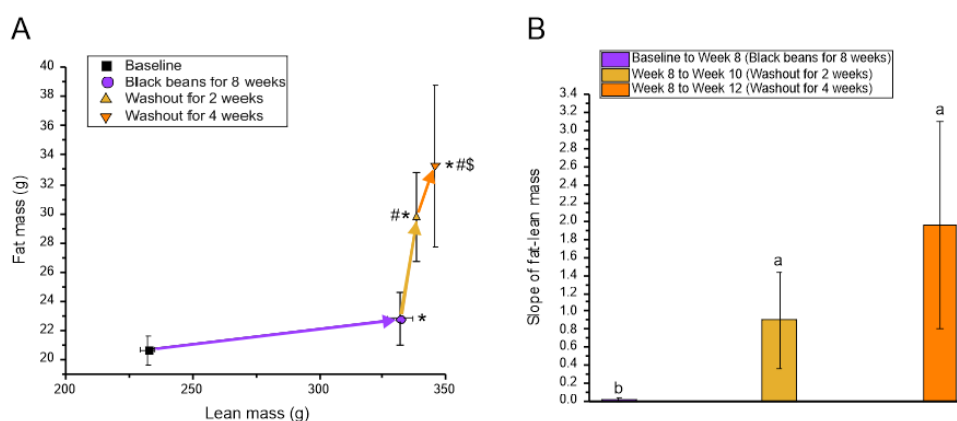 A
Baseline
Black beans for 8 weeks
Washout for 2 weeks
Washout for 4 weeks
Fat mass (g)
40
38
36
34
32
30
28
26
24
22
20
*#$
#*
*
200
250
300
350
Lean mass (g)
B
Baseline to Week 8 (Black beans for 8 weeks)
Week 8 to Week 10 (Washout for 2 weeks)
Week 8 to Week 12 (Washout for 4 weeks)
Slope of fat-lean mass
3.4
3.2
3.0
2.8
2.6
2.4
2.2
2.0
1.8
1.6
1.4
1.2
1.0
0.8
0.6
0.4
0.2
0.0
b
a
a